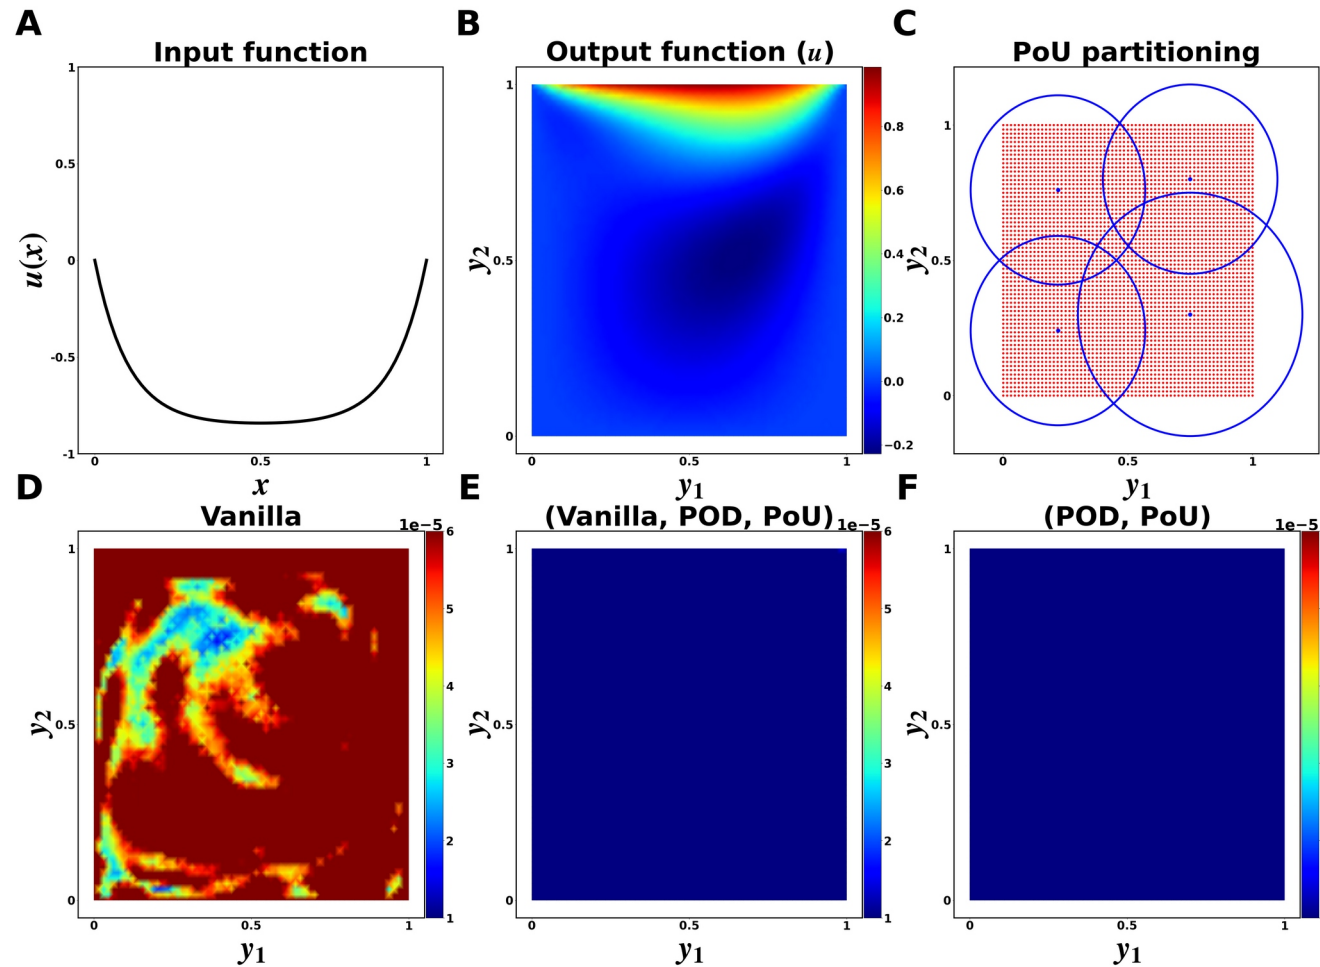 A
Input function
1
0.5
0
-0.5
-1
u(x)
0 0.5 1
x
B
Output function (u)
1
0.5
0
y2
0 0.5 1
y1
0.8
0.6
0.4
0.2
0.0
−0.2
C
PoU partitioning
1
0.5
0
y2
0 0.5 1
y1
D
Vanilla
1e−5
1
0.5
0
y2
0 0.5 1
y1
6
5
4
3
2
1
E
(Vanilla, POD, PoU)
1e−5
1
0.5
0
y2
0 0.5 1
y1
6
5
4
3
2
1
F
(POD, PoU)
1e−5
1
0.5
0
y2
0 0.5 1
y1